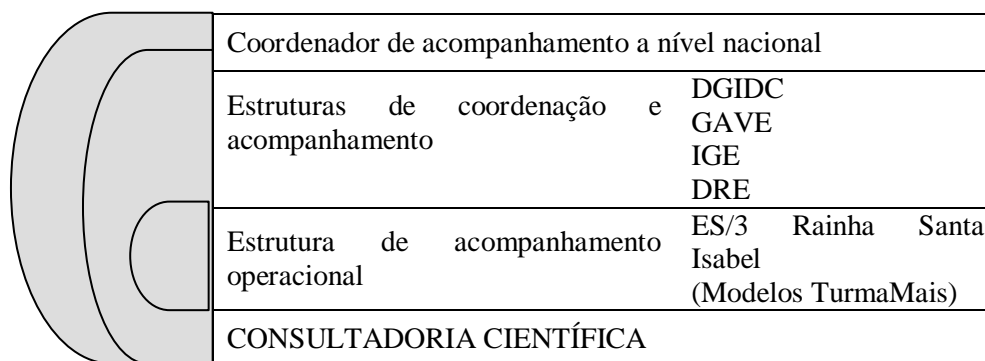 Coordenador de acompanhamento a nível nacional
Estruturas de coordenação e
acompanhamento
DGIDC
GAVE
IGE
DRE
Estrutura de acompanhamento
operacional
ES/3 Rainha Santa
Isabel
(Modelos TurmaMais)
CONSULTADORIA CIENTÍFICA